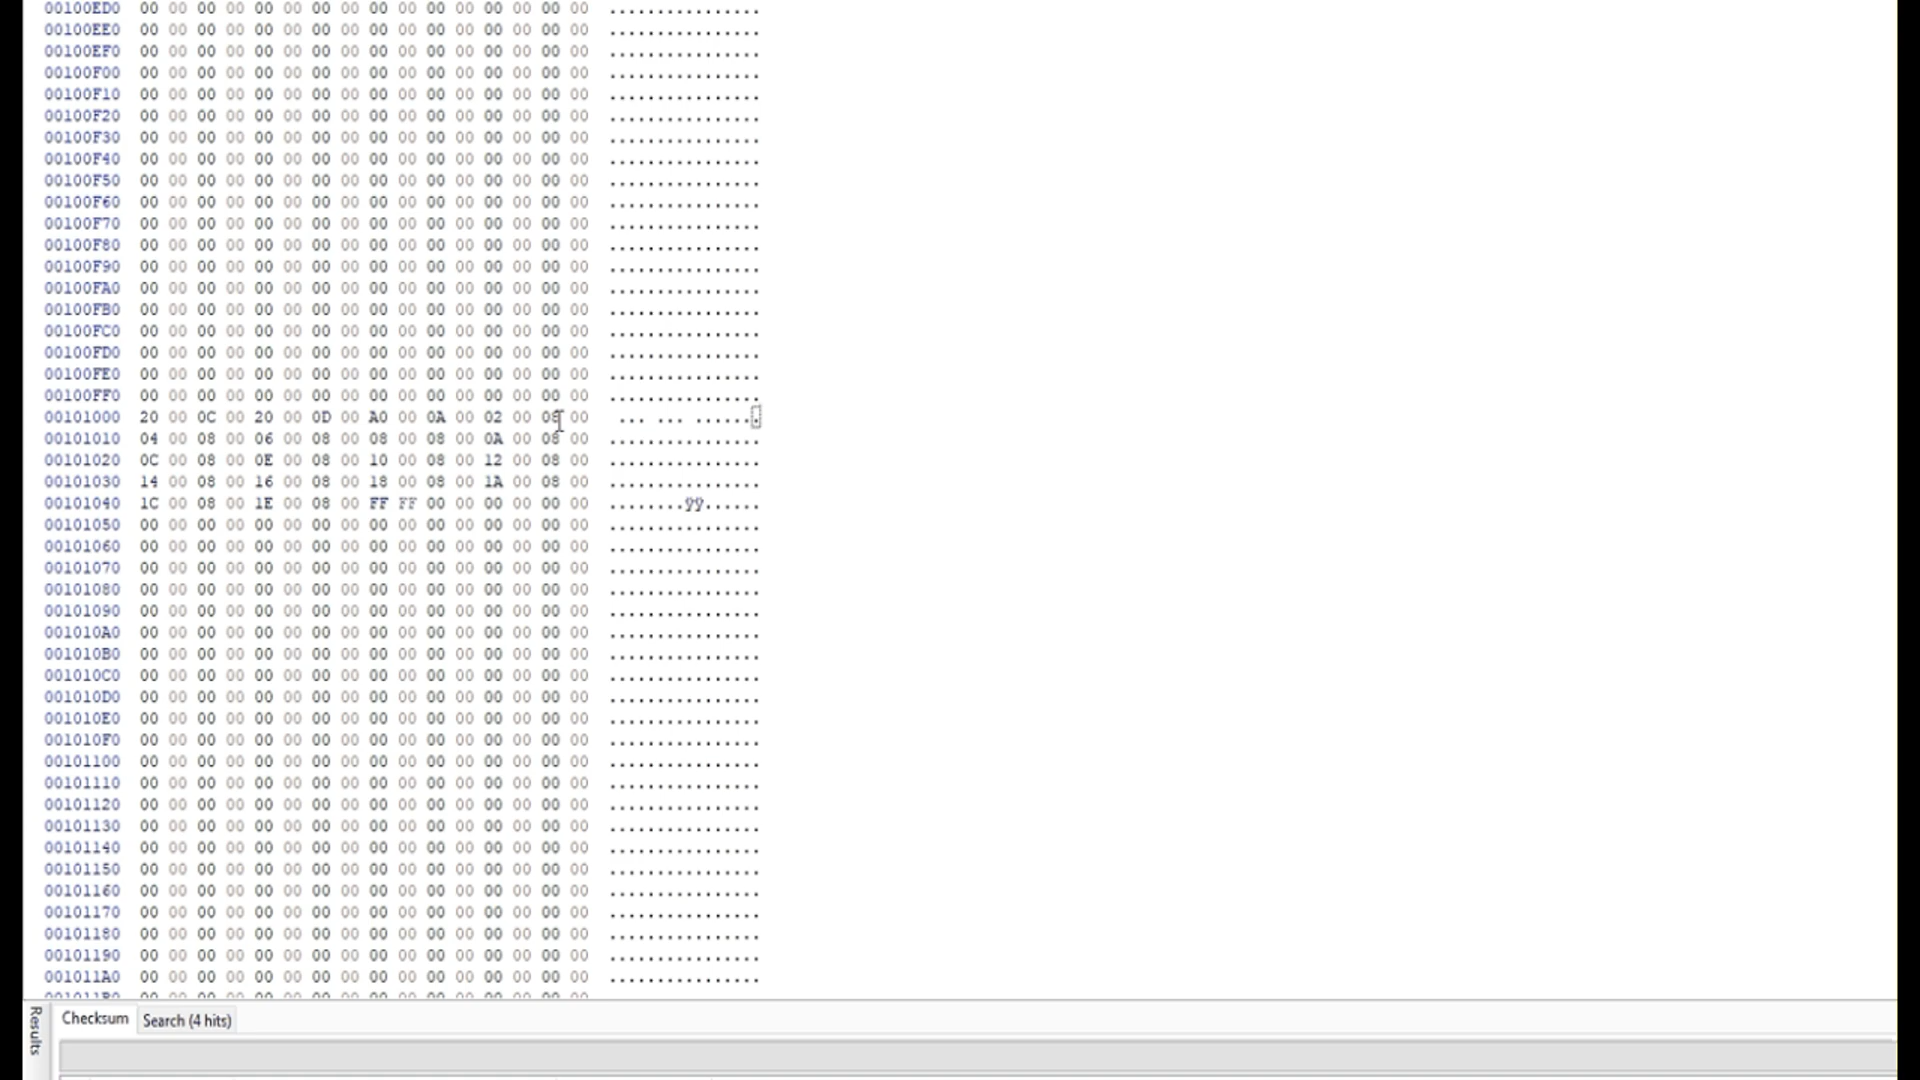 00100ED0 00 00 00 00 00 00 00 00 00 00 00 00 00 00 00 00 ................
00100EE0 00 00 00 00 00 00 00 00 00 00 00 00 00 00 00 00 ................
00100EF0 00 00 00 00 00 00 00 00 00 00 00 00 00 00 00 00 ................
00100F00 00 00 00 00 00 00 00 00 00 00 00 00 00 00 00 00 ................
00100F10 00 00 00 00 00 00 00 00 00 00 00 00 00 00 00 00 ................
00100F20 00 00 00 00 00 00 00 00 00 00 00 00 00 00 00 00 ................
00100F30 00 00 00 00 00 00 00 00 00 00 00 00 00 00 00 00 ................
00100F40 00 00 00 00 00 00 00 00 00 00 00 00 00 00 00 00 ................
00100F50 00 00 00 00 00 00 00 00 00 00 00 00 00 00 00 00 ................
00100F60 00 00 00 00 00 00 00 00 00 00 00 00 00 00 00 00 ................
00100F70 00 00 00 00 00 00 00 00 00 00 00 00 00 00 00 00 ................
00100F80 00 00 00 00 00 00 00 00 00 00 00 00 00 00 00 00 ................
00100F90 00 00 00 00 00 00 00 00 00 00 00 00 00 00 00 00 ................
00100FA0 00 00 00 00 00 00 00 00 00 00 00 00 00 00 00 00 ................
00100FB0 00 00 00 00 00 00 00 00 00 00 00 00 00 00 00 00 ................
00100FC0 00 00 00 00 00 00 00 00 00 00 00 00 00 00 00 00 ................
00100FD0 00 00 00 00 00 00 00 00 00 00 00 00 00 00 00 00 ................
00100FE0 00 00 00 00 00 00 00 00 00 00 00 00 00 00 00 00 ................
00100FF0 00 00 00 00 00 00 00 00 00 00 00 00 00 00 00 00 ................
00101000 20 00 0C 00 20 00 0D 00 A0 00 0A 00 02 00 08 00  ... ... .......
00101010 04 00 08 00 06 00 08 00 08 00 08 00 0A 00 08 00 ................
00101020 0C 00 08 00 0E 00 08 00 10 00 08 00 12 00 08 00 ................
00101030 14 00 08 00 16 00 08 00 18 00 08 00 1A 00 08 00 ................
00101040 1C 00 08 00 1E 00 08 00 FF FF 00 00 00 00 00 00 ........ÿÿ......
00101050 00 00 00 00 00 00 00 00 00 00 00 00 00 00 00 00 ................
00101060 00 00 00 00 00 00 00 00 00 00 00 00 00 00 00 00 ................
00101070 00 00 00 00 00 00 00 00 00 00 00 00 00 00 00 00 ................
00101080 00 00 00 00 00 00 00 00 00 00 00 00 00 00 00 00 ................
00101090 00 00 00 00 00 00 00 00 00 00 00 00 00 00 00 00 ................
001010A0 00 00 00 00 00 00 00 00 00 00 00 00 00 00 00 00 ................
001010B0 00 00 00 00 00 00 00 00 00 00 00 00 00 00 00 00 ................
001010C0 00 00 00 00 00 00 00 00 00 00 00 00 00 00 00 00 ................
001010D0 00 00 00 00 00 00 00 00 00 00 00 00 00 00 00 00 ................
001010E0 00 00 00 00 00 00 00 00 00 00 00 00 00 00 00 00 ................
001010F0 00 00 00 00 00 00 00 00 00 00 00 00 00 00 00 00 ................
00101100 00 00 00 00 00 00 00 00 00 00 00 00 00 00 00 00 ................
00101110 00 00 00 00 00 00 00 00 00 00 00 00 00 00 00 00 ................
00101120 00 00 00 00 00 00 00 00 00 00 00 00 00 00 00 00 ................
00101130 00 00 00 00 00 00 00 00 00 00 00 00 00 00 00 00 ................
00101140 00 00 00 00 00 00 00 00 00 00 00 00 00 00 00 00 ................
00101150 00 00 00 00 00 00 00 00 00 00 00 00 00 00 00 00 ................
00101160 00 00 00 00 00 00 00 00 00 00 00 00 00 00 00 00 ................
00101170 00 00 00 00 00 00 00 00 00 00 00 00 00 00 00 00 ................
00101180 00 00 00 00 00 00 00 00 00 00 00 00 00 00 00 00 ................
00101190 00 00 00 00 00 00 00 00 00 00 00 00 00 00 00 00 ................
001011A0 00 00 00 00 00 00 00 00 00 00 00 00 00 00 00 00 ................
Results
Checksum Search (4 hits)